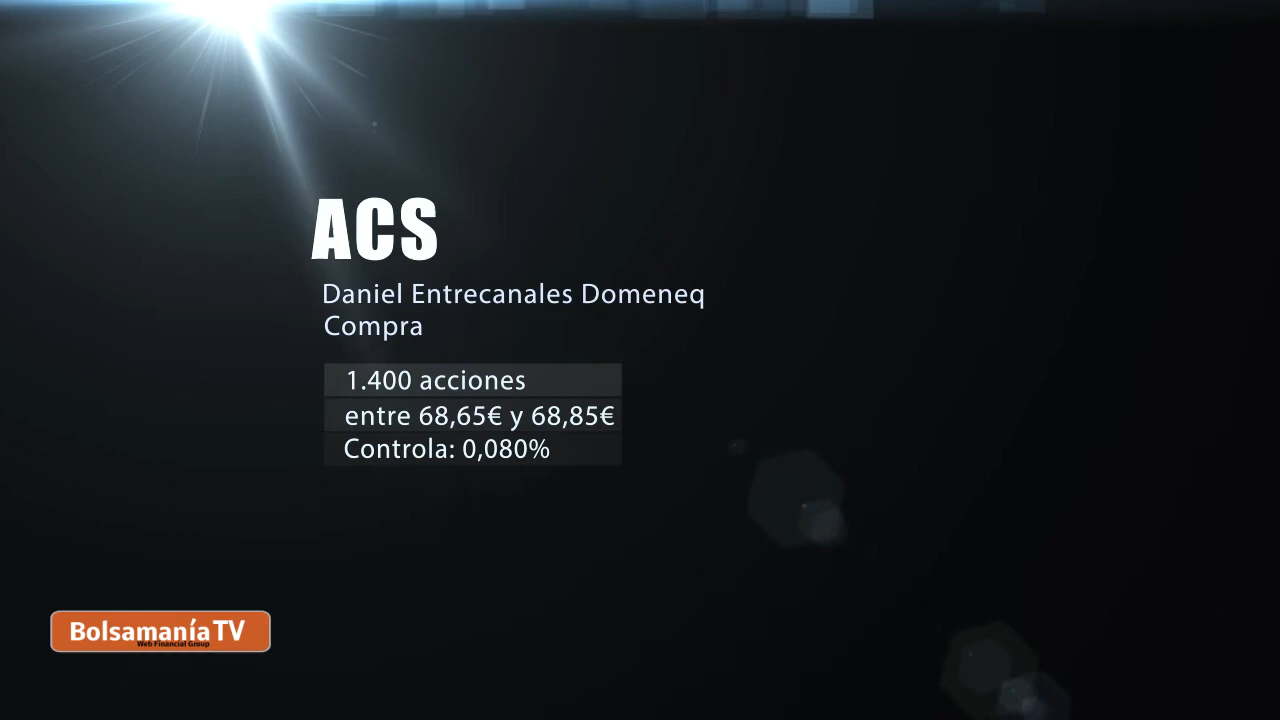 ACS
Daniel Entrecanales Domeneq
Compra
1.400 acciones
entre 68,65€ y 68,85€
Controla: 0,080%
Bolsamanía TV
Web Financial Group